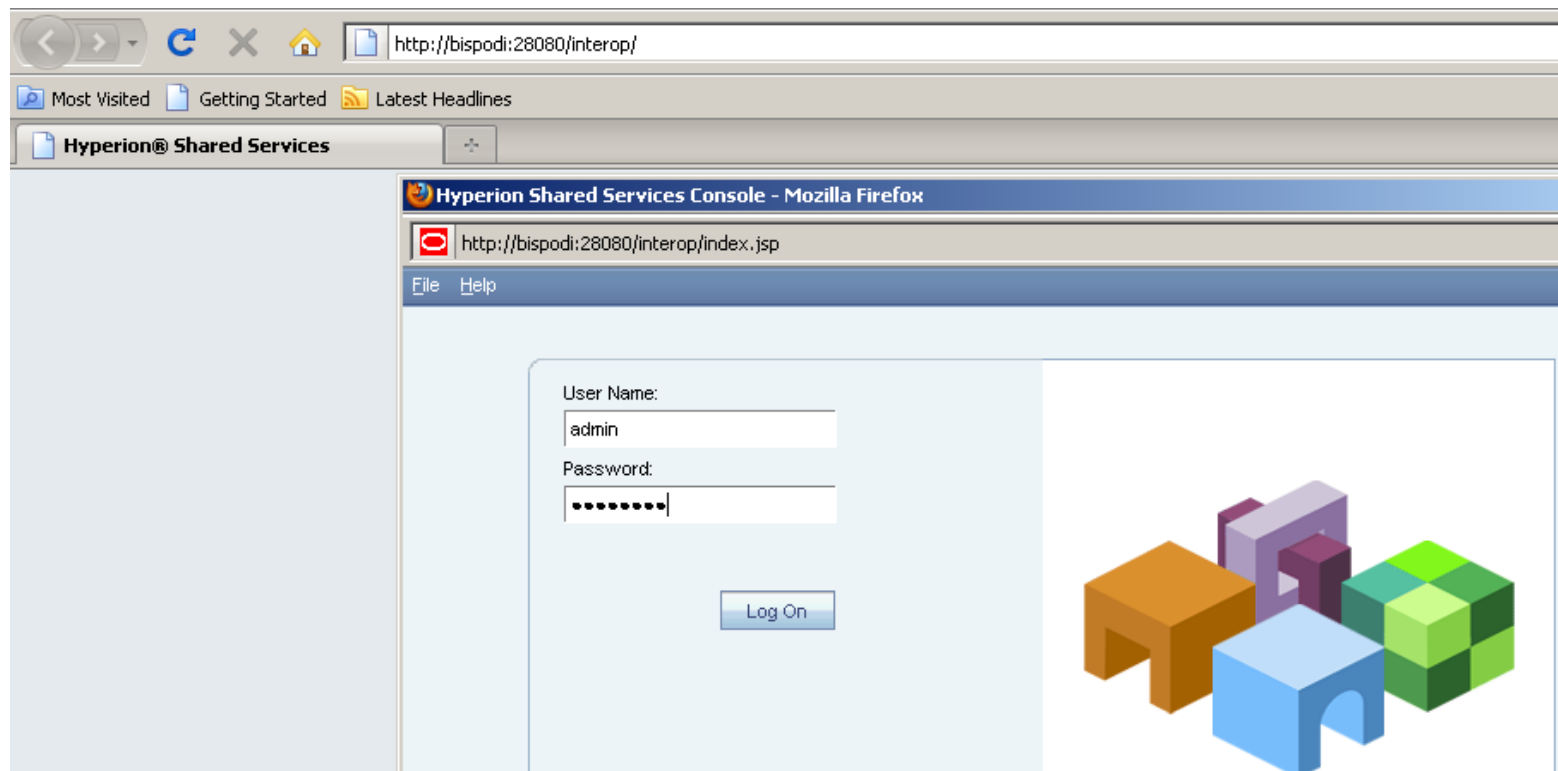 http://bispodi:28080/interop/
Most Visited Getting Started Latest Headlines
Hyperion® Shared Services
Hyperion Shared Services Console - Mozilla Firefox
http://bispodi:28080/interop/index.jsp
File Help
User Name:
admin
Password:
••••••••
Log On